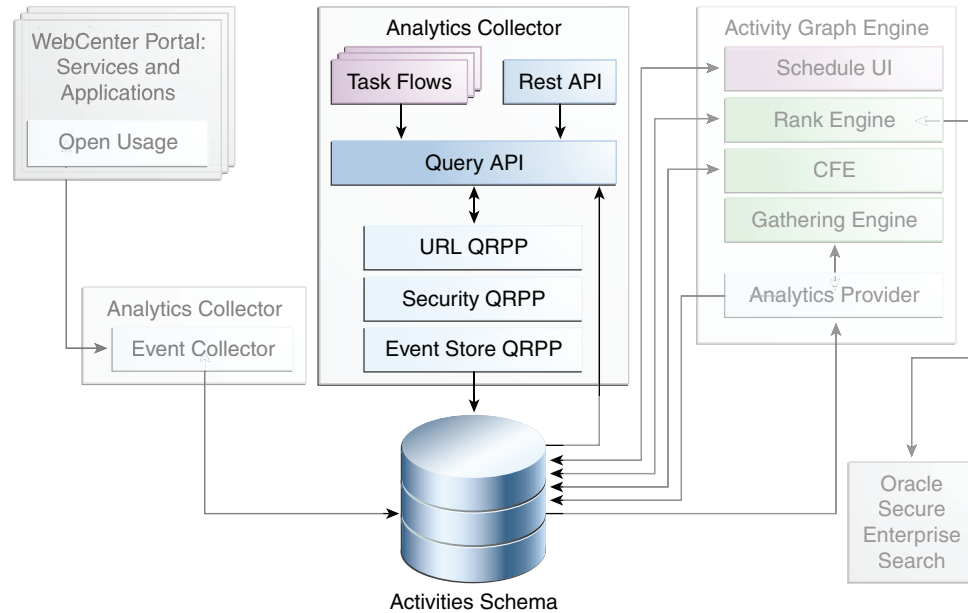 WebCenter Portal:
Services and
Applications
Open Usage
Analytics Collector
Event Collector
Analytics Collector
Task Flows
Rest API
Query API
URL QRPP
Security QRPP
Event Store QRPP
Activities Schema
Activity Graph Engine
Schedule UI
Rank Engine
CFE
Gathering Engine
Analytics Provider
Oracle
Secure
Enterprise
Search